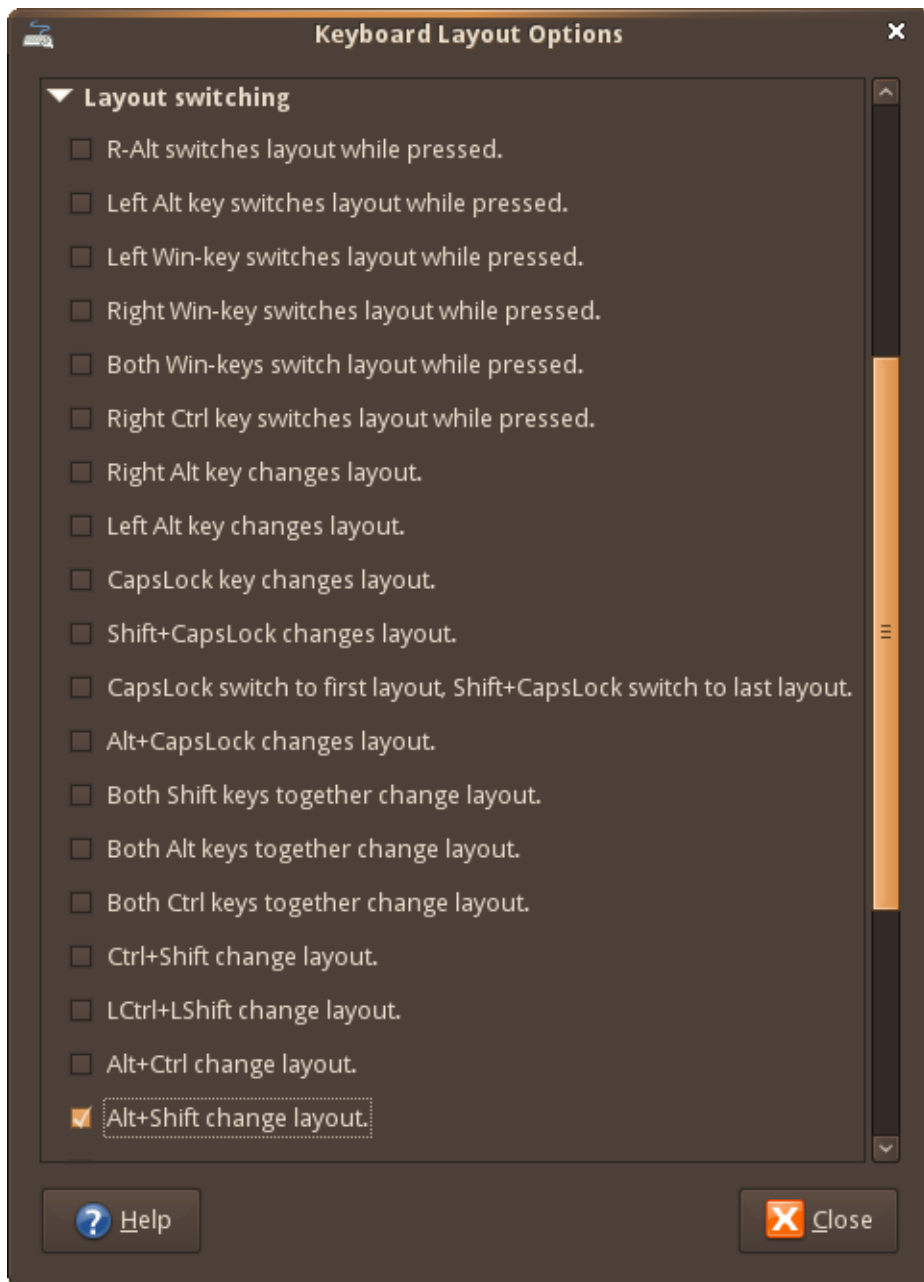 Keyboard Layout Options
Layout switching
R-Alt switches layout while pressed.
Left Alt key switches layout while pressed.
Left Win-key switches layout while pressed.
Right Win-key switches layout while pressed.
Both Win-keys switch layout while pressed.
Right Ctrl key switches layout while pressed.
Right Alt key changes layout.
Left Alt key changes layout.
CapsLock key changes layout.
Shift+CapsLock changes layout.
CapsLock switch to first layout, Shift+CapsLock switch to last layout.
Alt+CapsLock changes layout.
Both Shift keys together change layout.
Both Alt keys together change layout.
Both Ctrl keys together change layout.
Ctrl+Shift change layout.
LCtrl+LShift change layout.
Alt+Ctrl change layout.
Alt+Shift change layout.
Help
Close